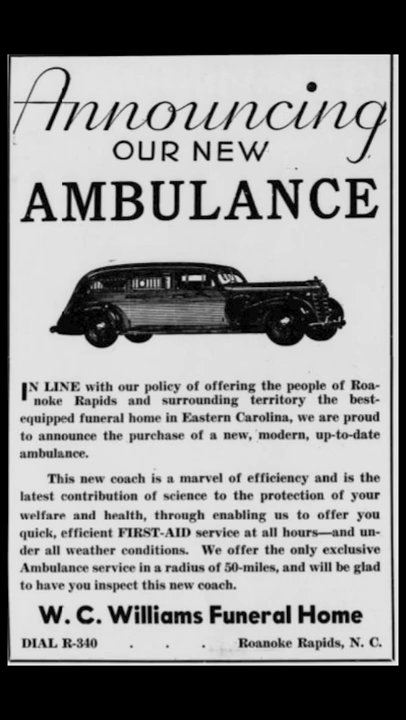 Announcing
OUR NEW
AMBULANCE
IN LINE with our policy of offering the people of Roa-
noke Rapids and surrounding territory the best-
equipped funeral home in Eastern Carolina, we are proud
to announce the purchase of a new, modern, up-to-date
ambulance.
This new coach is a marvel of efficiency and is the
latest contribution of science to the protection of your
welfare and health, through enabling us to offer you
quick, efficient FIRST-AID service at all hours—and un-
der all weather conditions. We offer the only exclusive
Ambulance service in a radius of 50-miles, and will be glad
to have you inspect this new coach.
W. C. Williams Funeral Home
DIAL R-340 . . . Roanoke Rapids, N. C.